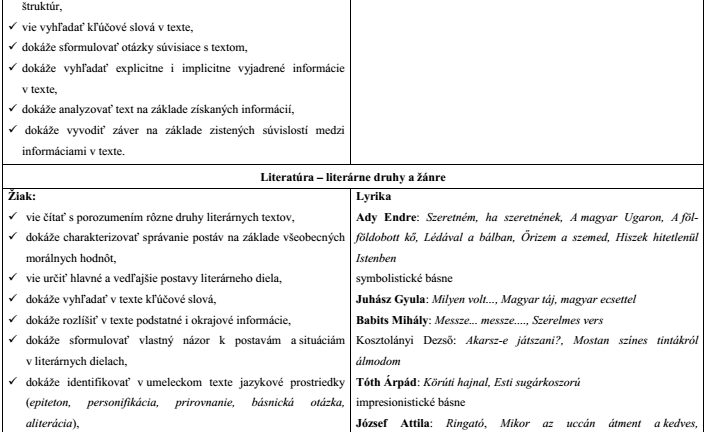 štruktúr,
✓ vie vyhľadať kľúčové slová v texte,
✓ dokáže sformulovať otázky súvisiace s textom,
✓ dokáže vyhľadať explicitne i implicitne vyjadrené informácie
v texte,
✓ dokáže analyzovať text na základe získaných informácií,
✓ dokáže vyvodiť záver na základe zistených súvislostí medzi
informáciami v texte.
Literatúra – literárne druhy a žánre
Žiak:
✓ vie čítať s porozumením rôzne druhy literárnych textov,
✓ dokáže charakterizovať správanie postáv na základe všeobecných
morálnych hodnôt,
✓ vie určiť hlavné a vedľajšie postavy literárneho diela,
✓ dokáže vyhľadať v texte kľúčové slová,
✓ dokáže rozlíšiť v texte podstatné i okrajové informácie,
✓ dokáže sformulovať vlastný názor k postavám a situáciám
v literárnych dielach,
✓ dokáže identifikovať v umeleckom texte jazykové prostriedky
(epiteton, personifikácia, prirovnanie, básnická otázka,
aliterácia),
Lyrika
Ady Endre: Szeretném, ha szeretnének, A magyar Ugaron, A föl-
földobott kő, Lédával a bálban, Őrizem a szemed, Hiszek hitetlenül
Istenben
symbolistické básne
Juhász Gyula: Milyen volt..., Magyar táj, magyar ecsettel
Babits Mihály: Messze... messze...., Szerelmes vers
Kosztolányi Dezső: Akarsz-e játszani?, Mostan színes tintákról
álmodom
Tóth Árpád: Körúti hajnal, Esti sugárkoszorú
impresionistické básne
József Attila: Ringató, Mikor az uccán átment a kedves,